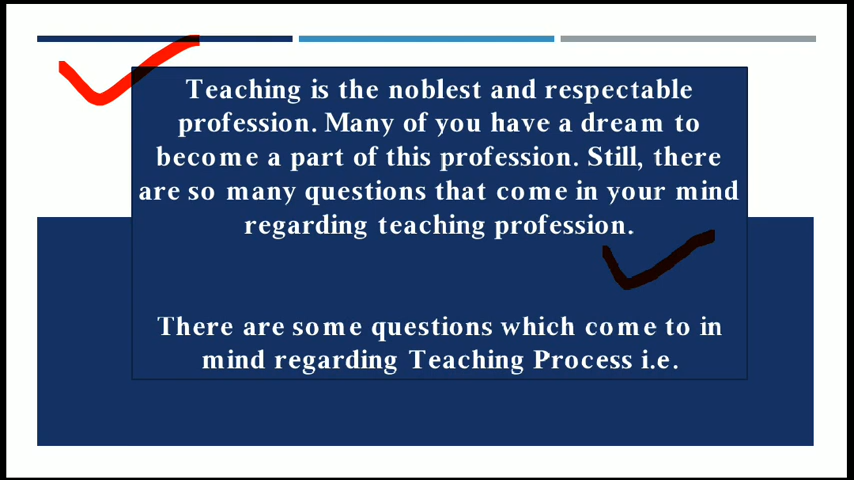 Teaching is the noblest and respectable
profession. Many of you have a dream to
become a part of this profession. Still, there
are so many questions that come in your mind
regarding teaching profession.
There are some questions which come to in
mind regarding Teaching Process i.e.